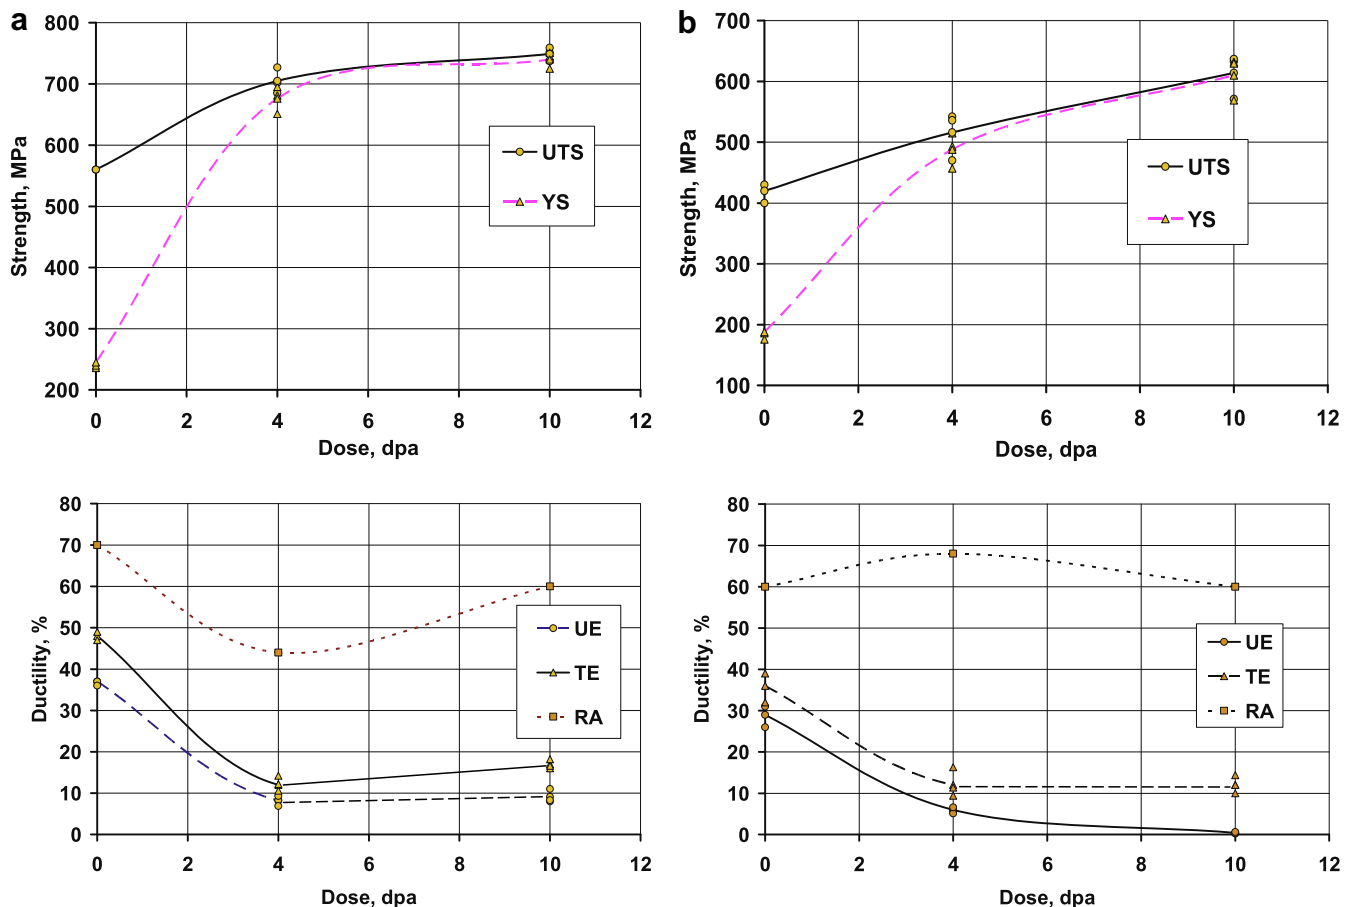 a
800
700
600
500
400
300
200
Strength, MPa
UTS
YS
0 2 4 6 8 10 12
Dose, dpa
b
700
600
500
400
300
200
100
Strength, MPa
UTS
YS
0 2 4 6 8 10 12
Dose, dpa
80
70
60
50
40
30
20
10
0
Ductility, %
UE
TE
RA
0 2 4 6 8 10 12
Dose, dpa
80
70
60
50
40
30
20
10
0
Ductility, %
UE
TE
RA
0 2 4 6 8 10 12
Dose, dpa